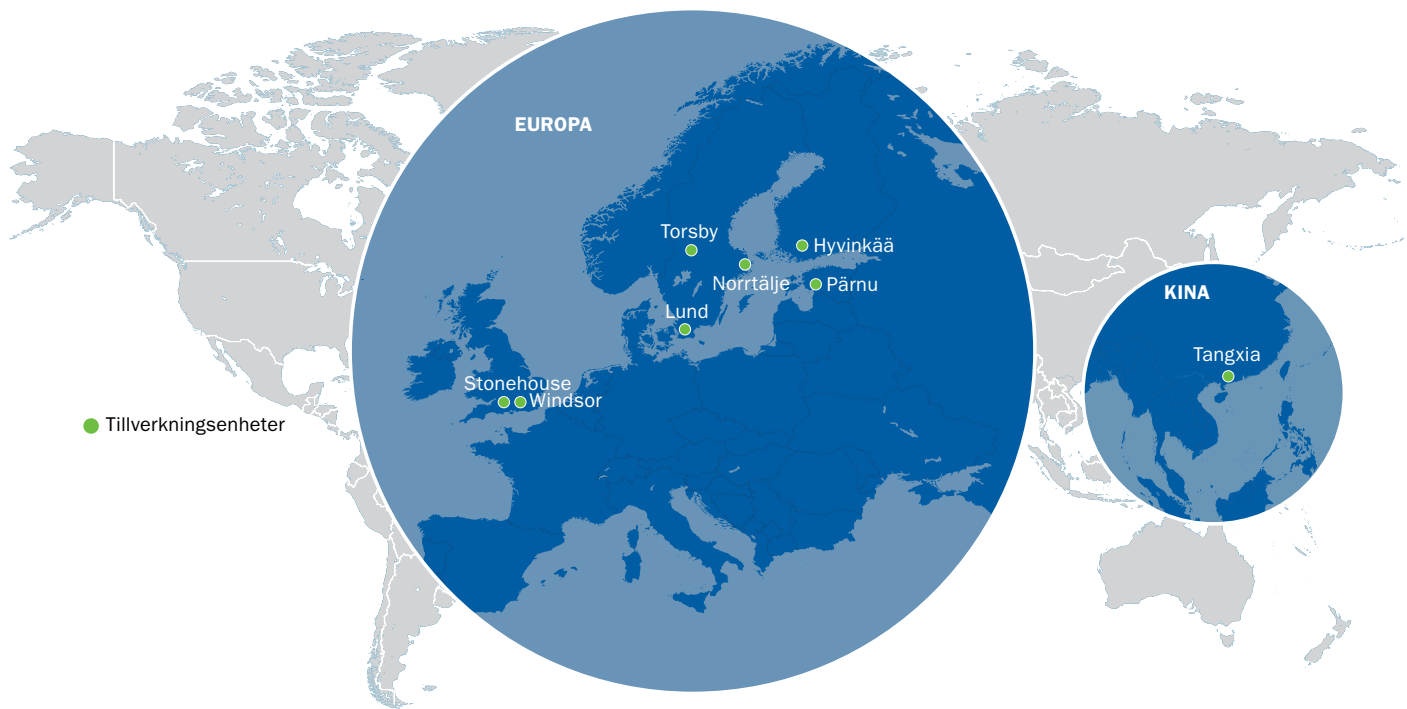 EUROPA
Torsby
Hyvinkää
Norrtälje
Pärnu
KINA
Lund
Tangxia
Stonehouse
Windsor
Tillverkningsenheter